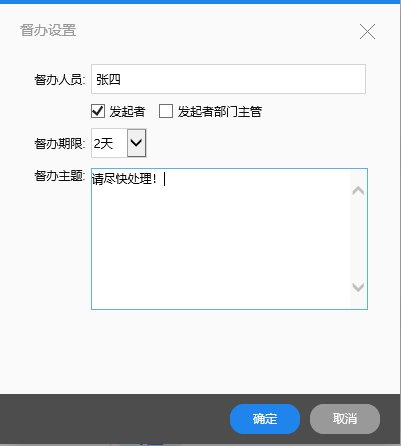 督办设置
督办人员: 张四
发起者 发起者部门主管
督办期限: 2天
督办主题: 请尽快处理！
确定 取消